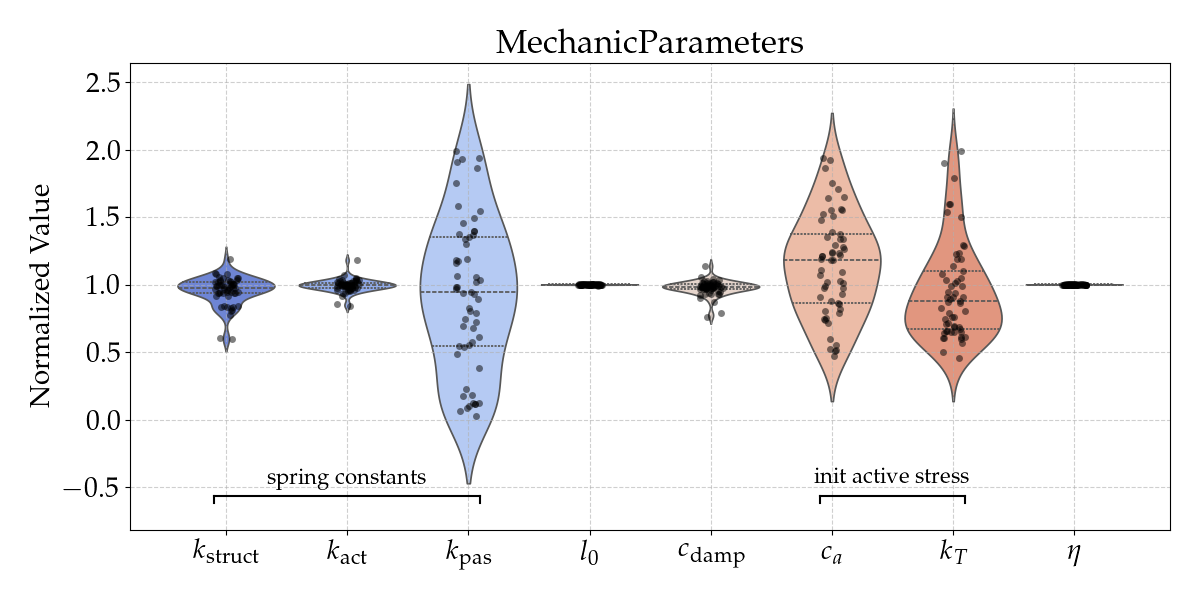 MechanicParameters
Normalized Value
2.5
2.0
1.5
1.0
0.5
0.0
−0.5
spring constants
init active stress
k_struct k_act k_pas l_0 c_damp c_a k_T η